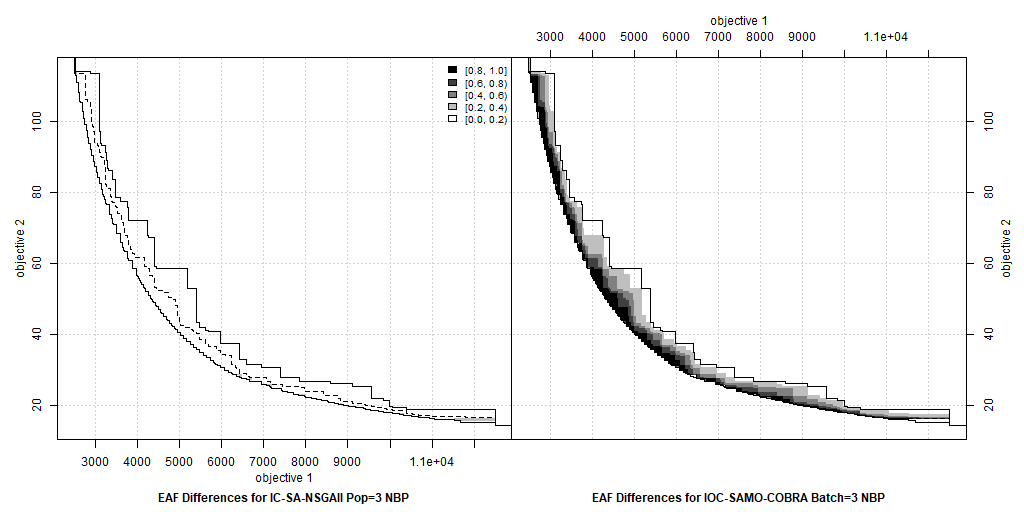 objective 1
3000 4000 5000 6000 7000 8000 9000 1.1e+04
[0.8, 1.0]
[0.6, 0.8)
[0.4, 0.6)
[0.2, 0.4)
[0.0, 0.2)
100
80
60
40
20
objective 2
100
80
60
40
20
objective 2
3000 4000 5000 6000 7000 8000 9000 1.1e+04
objective 1
EAF Differences for IC-SA-NSGAII Pop=3 NBP
EAF Differences for IOC-SAMO-COBRA Batch=3 NBP